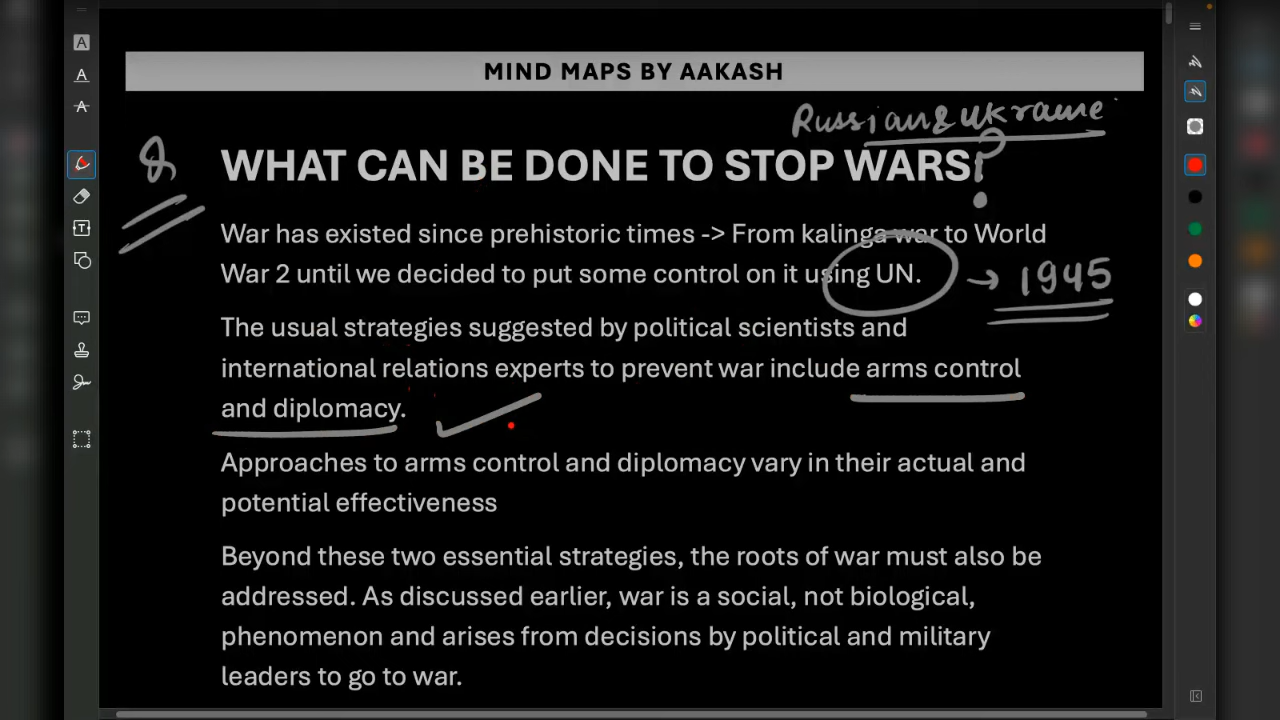 MIND MAPS BY AAKASH
Russian & Ukraine
Q WHAT CAN BE DONE TO STOP WARS?
War has existed since prehistoric times -> From kalinga war to World
War 2 until we decided to put some control on it using UN. → 1945
The usual strategies suggested by political scientists and
international relations experts to prevent war include arms control
and diplomacy.
Approaches to arms control and diplomacy vary in their actual and
potential effectiveness
Beyond these two essential strategies, the roots of war must also be
addressed. As discussed earlier, war is a social, not biological,
phenomenon and arises from decisions by political and military
leaders to go to war.